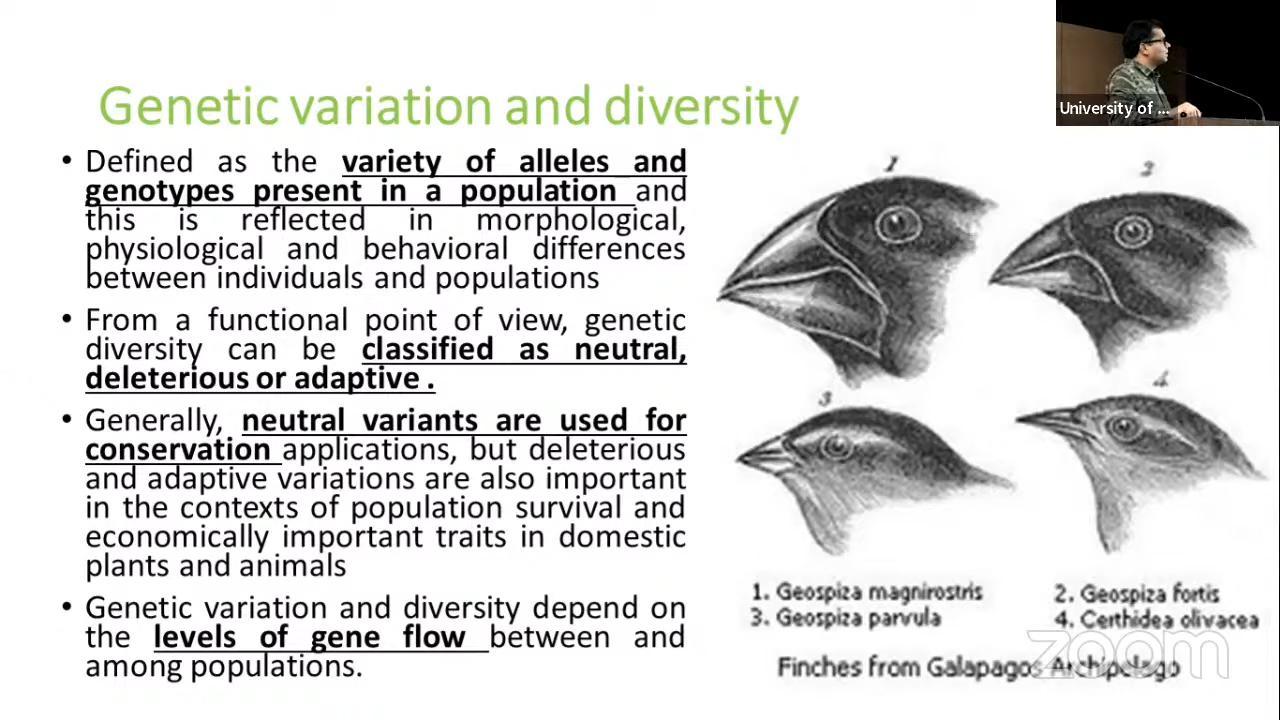 Genetic variation and diversity
• Defined as the variety of alleles and
genotypes present in a population and
this is reflected in morphological,
physiological and behavioral differences
between individuals and populations
• From a functional point of view, genetic
diversity can be classified as neutral,
deleterious or adaptive .
• Generally, neutral variants are used for
conservation applications, but deleterious
and adaptive variations are also important
in the contexts of population survival and
economically important traits in domestic
plants and animals
• Genetic variation and diversity depend on
the levels of gene flow between and
among populations.
University of ...
1
2
3
4
1. Geospiza magnirostris
2. Geospiza fortis
3. Geospiza parvula
4. Certhidea olivacea
Finches from Galapagos Archipelago
zoom